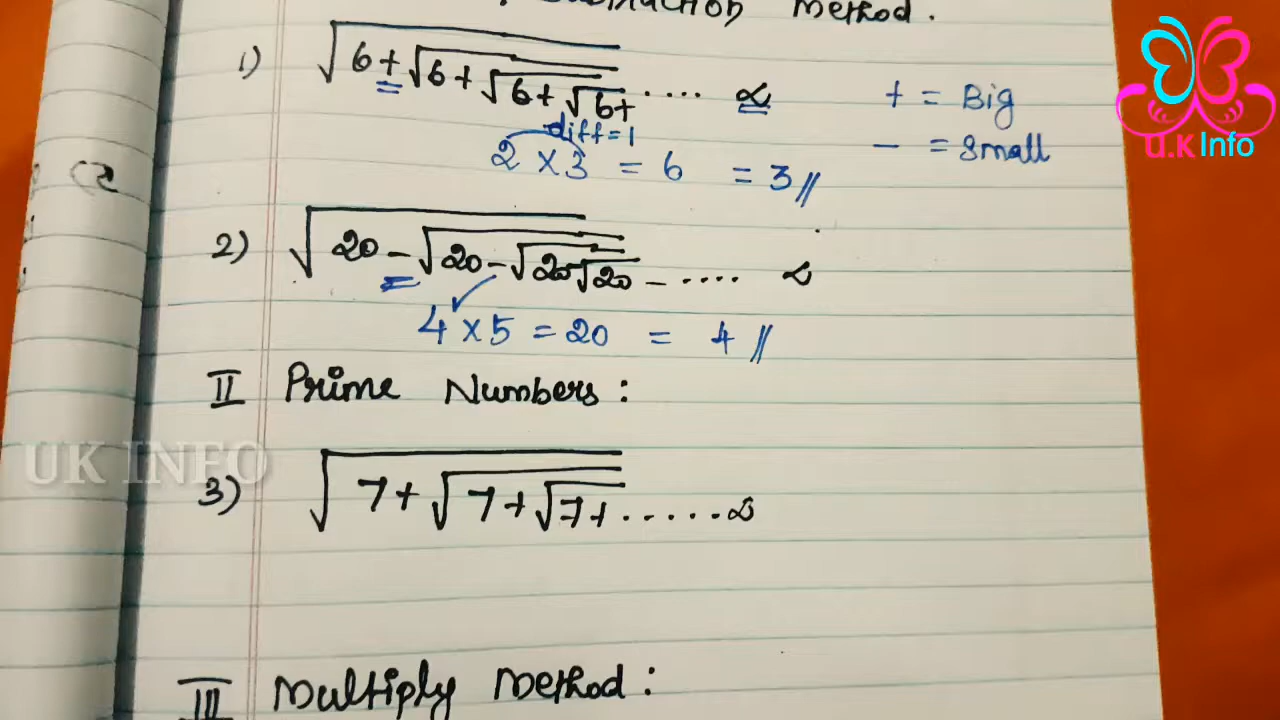 Subtraction Method.
1) √6+√6+√6+√6+ .... ∝ + = Big
diff=1 - = Small
2 × 3 = 6 = 3//
2) √20-√20-√20√20- .... ∝
4 × 5 = 20 = 4//
II Prime Numbers:
3) √7+√7+√7+ ...... ∝
III Multiply Method:
U.K Info
UK INFO